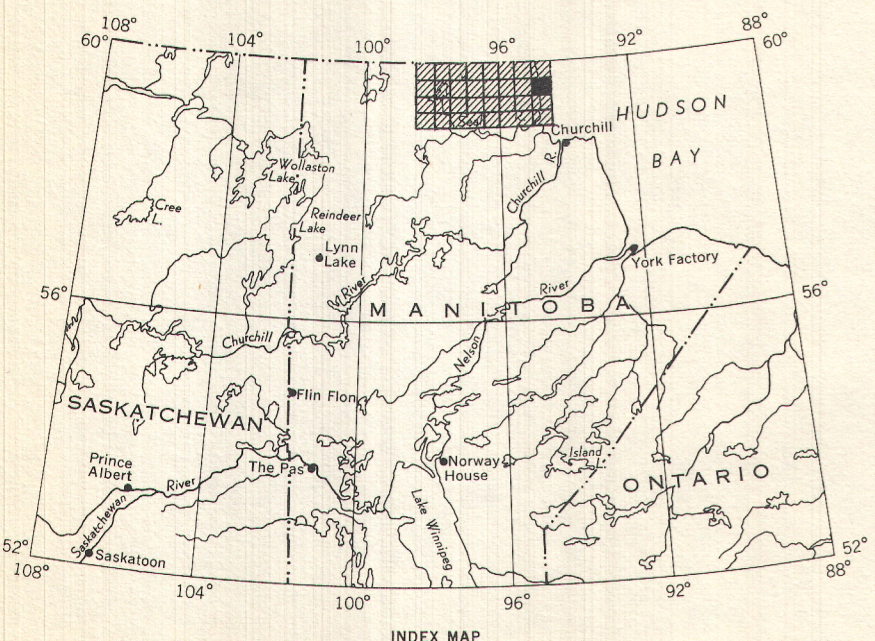 108°
104°
100°
96°
92°
88°
60°
60°
HUDSON
BAY
Seal
Churchill
Churchill R.
Wollaston
Lake
Cree
L.
Reindeer
Lake
Lynn
Lake
River
River
York Factory
56°
56°
MANITOBA
Churchill
Nelson
Flin Flon
SASKATCHEWAN
Prince
Albert
River
The Pas
Norway
House
Island
L.
ONTARIO
Lake Winnipeg
Saskatchewan
Saskatoon
52°
52°
108°
104°
100°
96°
92°
88°
INDEX MAP